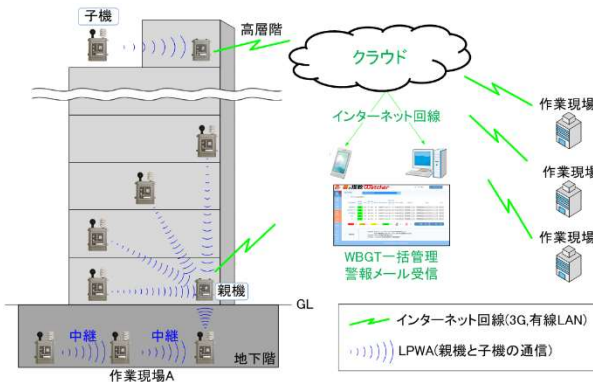 子機
高層階
クラウド
インターネット回線
作業現場
作業現場
作業現場
WBGT一括管理
警報メール受信
親機
GL
中継
中継
地下階
作業現場A
インターネット回線(3G,有線LAN)
LPWA(親機と子機の通信)